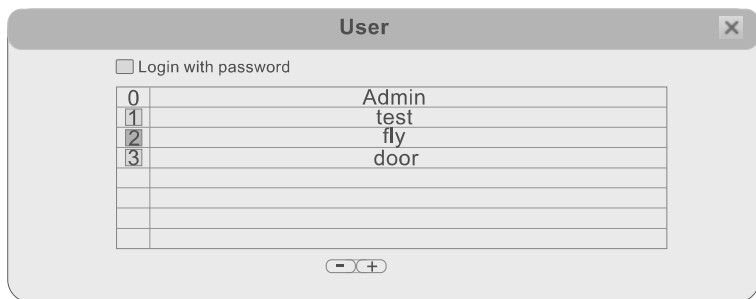 User
Login with password
0 Admin
1 test
2 fly
3 door
- +